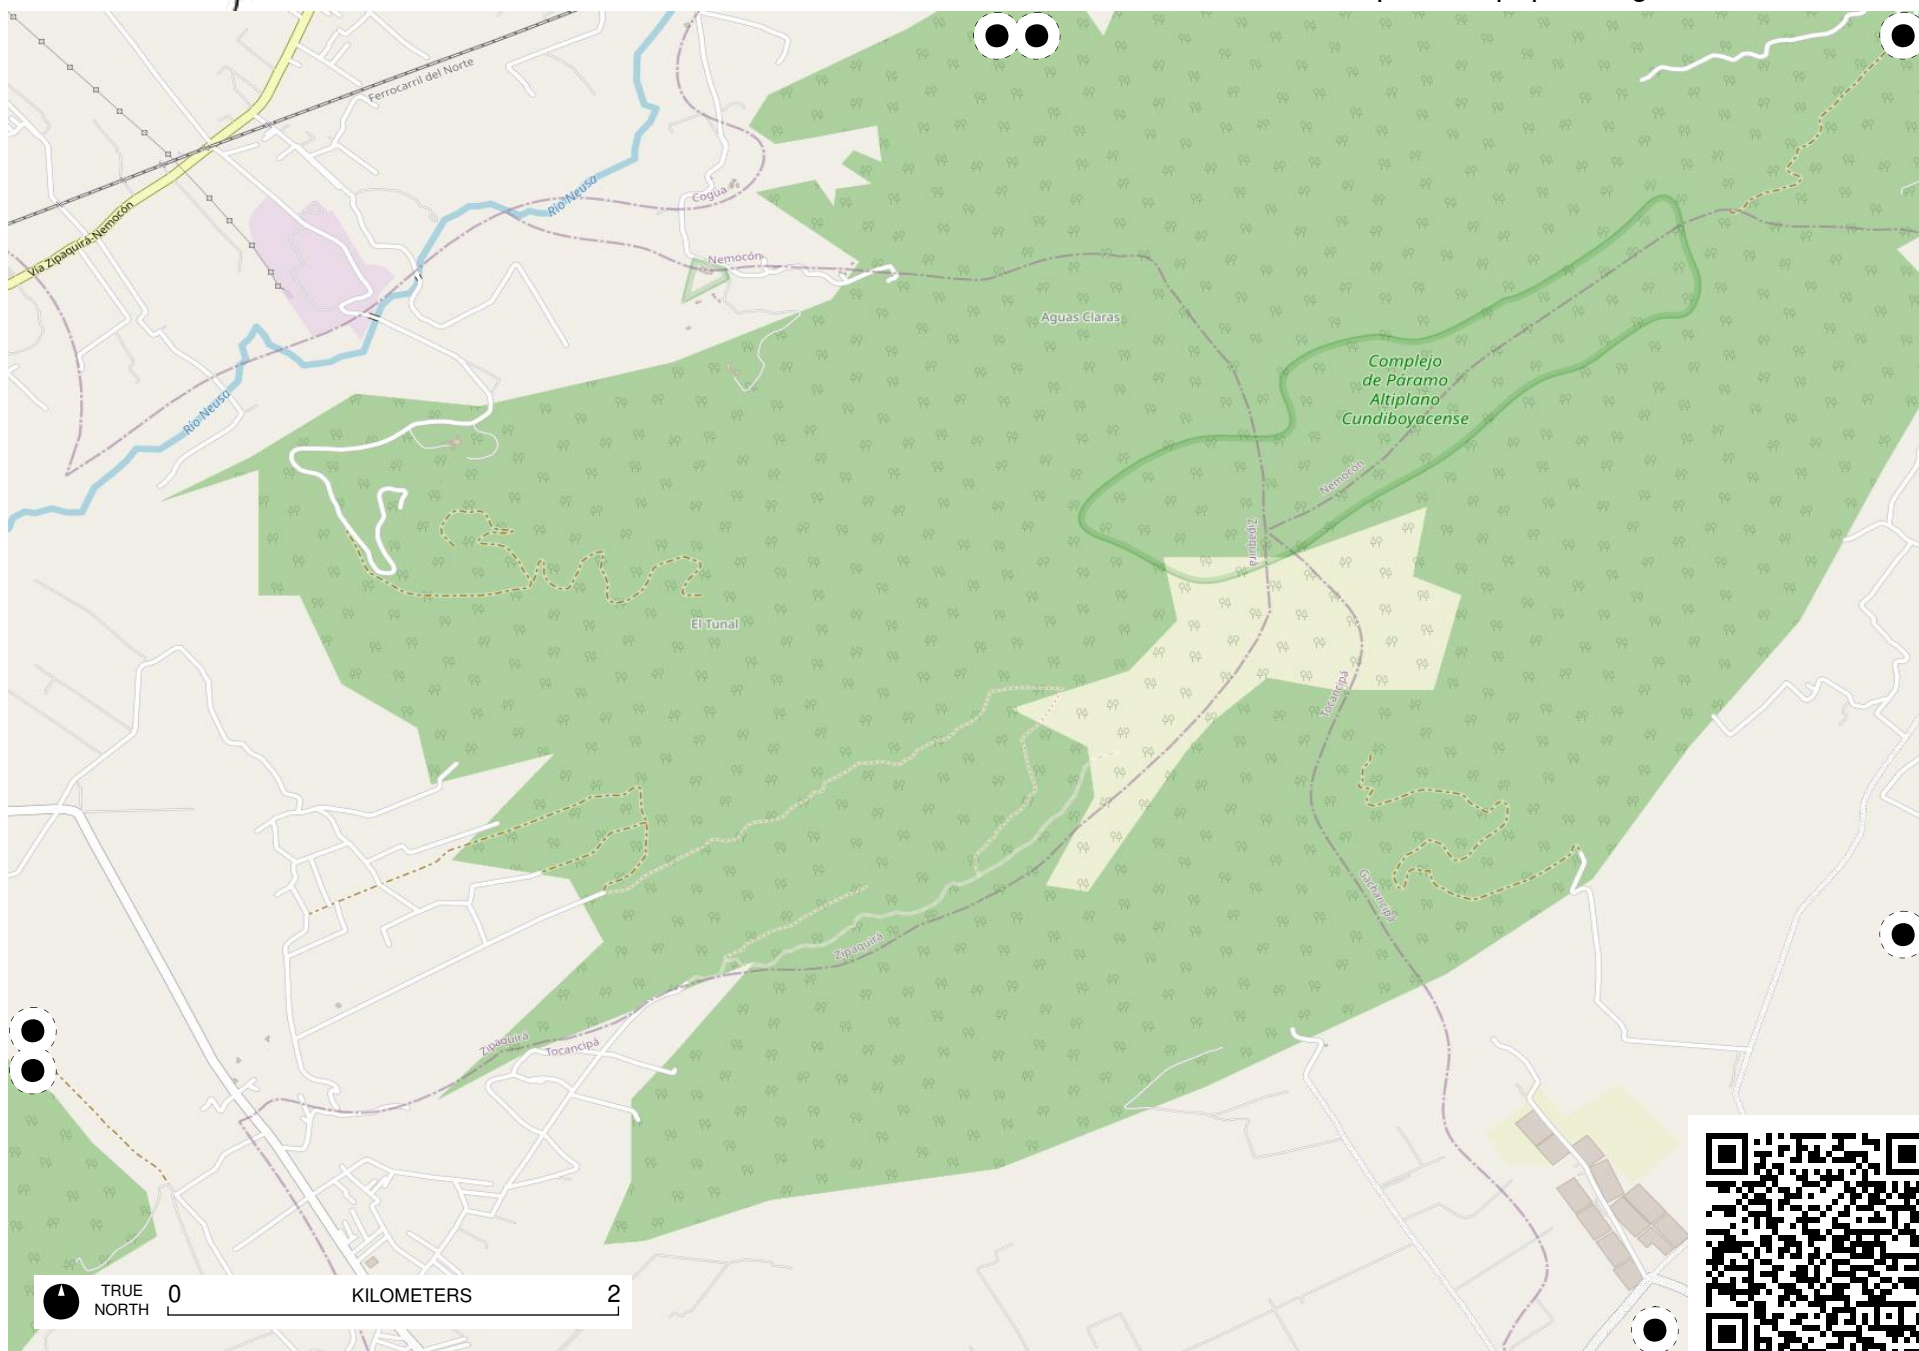 Ferrocarril del Norte
Río Neusa
Cogua
Vía Zipaquirá-Nemocón
Nemocón
Aguas Claras
Complejo
de Páramo
Altiplano
Cundiboyacense
Río Neusa
Nemocón
Zipaquirá
El Tunal
Tocancipá
Gachancipá
Zipaquirá
Zipaquirá
Tocancipá
TRUE
NORTH
0 KILOMETERS 2